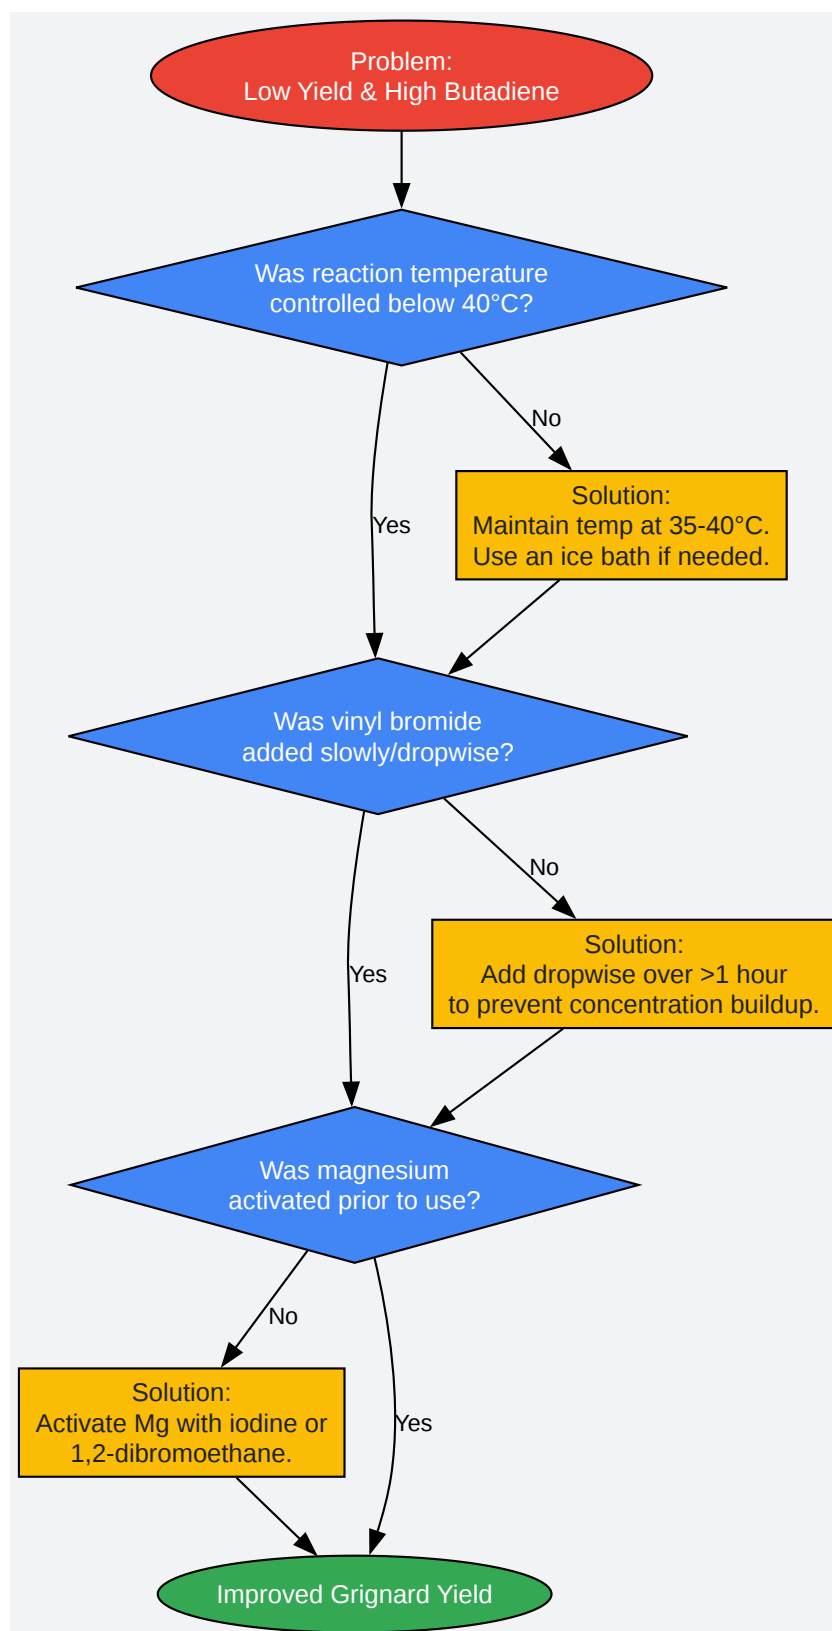 Problem:
Low Yield & High Butadiene
Was reaction temperature
controlled below 40°C?
No
Solution:
Maintain temp at 35-40°C.
Use an ice bath if needed.
Yes
Was vinyl bromide
added slowly/dropwise?
No
Solution:
Add dropwise over >1 hour
to prevent concentration buildup.
Yes
Was magnesium
activated prior to use?
No
Solution:
Activate Mg with iodine or
1,2-dibromoethane.
Yes
Improved Grignard Yield